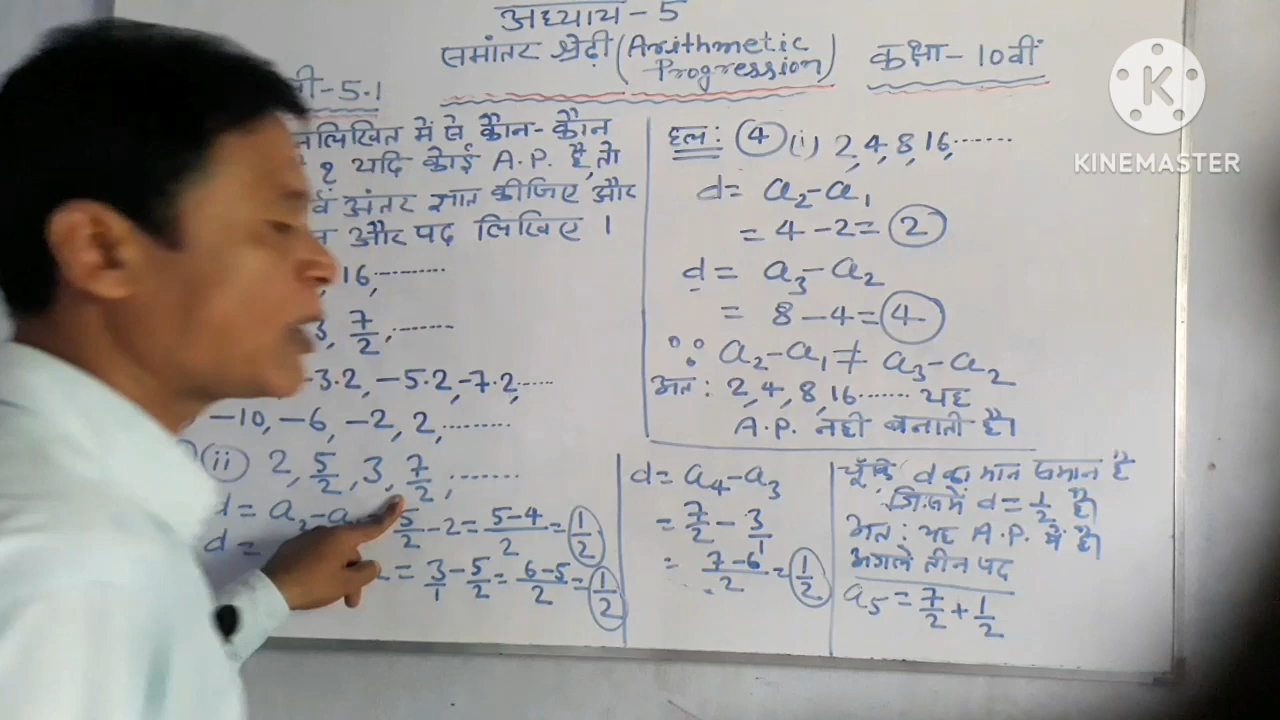 अध्याय-5
समांतर श्रेढ़ी (Arithmetic Progression) कक्षा-10वीं
-5.1
में से कौन-कौन
? यदि कोई A.P. है, तो
अंतर ज्ञात कीजिए और
और पद लिखिए ।
16, ........
3, 7/2, ........
-3.2, -5.2, -7.2, ......
-10, -6, -2, 2, ........
(ii) 2, 5/2, 3, 7/2, ........
d = a₂-a₁ 5/2 - 2 = 5-4/2 = 1/2
d =
= 3/1 - 5/2 = 6-5/2 = 1/2
हल: (4) (i) 2, 4, 8, 16, ......
d = a₂-a₁
= 4-2 = 2
d = a₃-a₂
= 8-4 = 4
∵ a₂-a₁ ≠ a₃-a₂
अत: 2, 4, 8, 16 ...... यह
A.P. नही बनाती है।
d = a₄-a₃
= 7/2 - 3/1
= 7-6/2 = 1/2
चूँकि d का मान समान है
जिसमें d = 1/2 है।
अत: यह A.P. में है।
अगले तीन पद
a₅ = 7/2 + 1/2
K
KINEMASTER